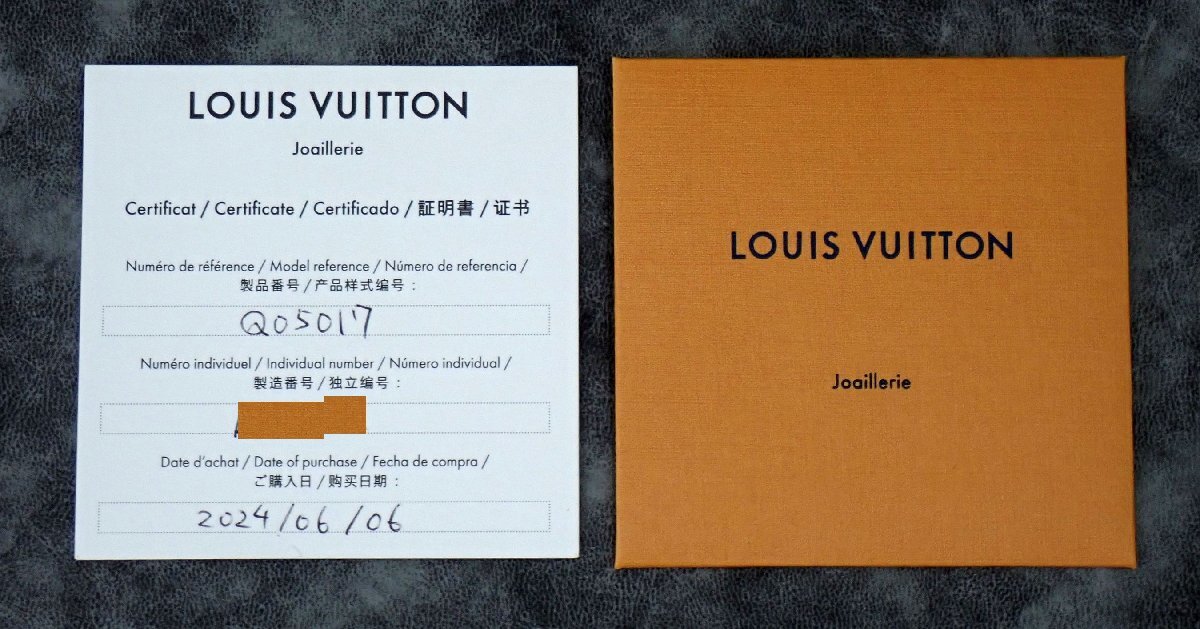 LOUIS VUITTON
Joaillerie
Certificat / Certificate / Certificado / 証明書 / 证书
Numéro de référence / Model reference / Número de referencia /
製品番号 / 产品样式编号 :
Q05017
Numéro individuel / Individual number / Número individual /
製造番号 / 独立编号 :
Date d'achat / Date of purchase / Fecha de compra /
ご購入日 / 购买日期 :
2024/06/06
LOUIS VUITTON
Joaillerie